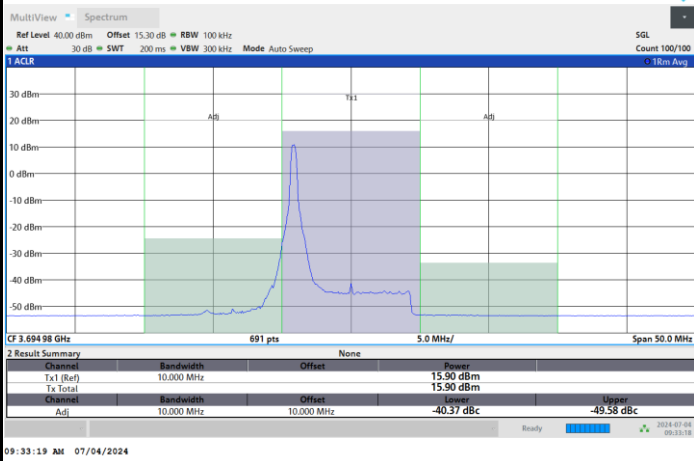 MultiView Spectrum
Ref Level 40.00 dBm Offset 15.30 dB RBW 100 kHz SGL
Att 30 dB SWT 200 ms VBW 300 kHz Mode Auto Sweep Count 100/100
1 ACLR 1Rm Avg
30 dBm
Tx1
20 dBm
Adj Adj
10 dBm
0 dBm
-10 dBm
-20 dBm
-30 dBm
-40 dBm
-50 dBm
CF 3.69498 GHz 691 pts 5.0 MHz/ Span 50.0 MHz
2 Result Summary None
Channel Bandwidth Offset Power
Tx1 (Ref) 10.000 MHz 15.90 dBm
Tx Total 15.90 dBm
Channel Bandwidth Offset Lower Upper
Adj 10.000 MHz 10.000 MHz -40.37 dBc -49.58 dBc
Ready 2024-07-04
09:33:18
09:33:19 AM 07/04/2024